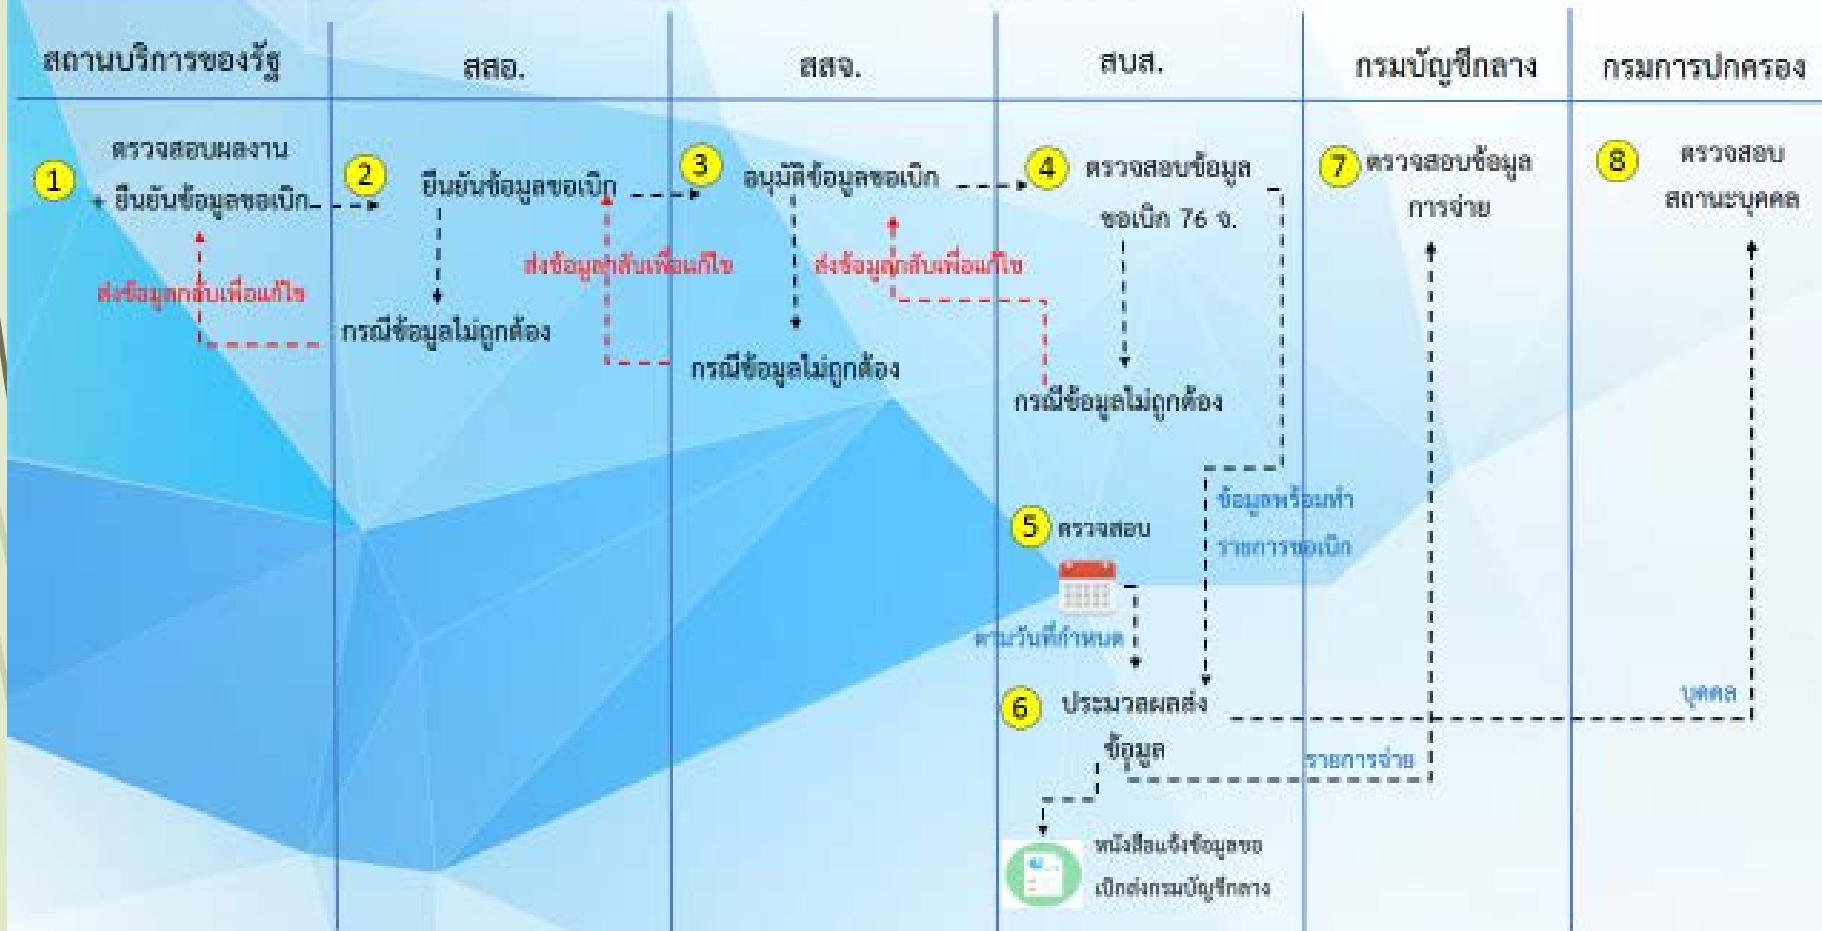 สถานบริการของรัฐ
สสอ.
สสจ.
สบส.
กรมบัญชีกลาง
กรมการปกครอง
1
ตรวจสอบผลงาน
+ ยืนยันข้อมูลขอเบิก
ส่งข้อมูลกลับเพื่อแก้ไข
2
ยืนยันข้อมูลขอเบิก
ส่งข้อมูลกลับเพื่อแก้ไข
กรณีข้อมูลไม่ถูกต้อง
3
อนุมัติข้อมูลขอเบิก
ส่งข้อมูลกลับเพื่อแก้ไข
กรณีข้อมูลไม่ถูกต้อง
4
ตรวจสอบข้อมูล
ขอเบิก 76 จ.
กรณีข้อมูลไม่ถูกต้อง
ข้อมูลพร้อมทำ
รายการขอเบิก
5
ตรวจสอบ
ตามวันที่กำหนด
6
ประมวลผลส่ง
ข้อมูล
หนังสือแจ้งข้อมูลขอ
เบิกส่งกรมบัญชีกลาง
7
ตรวจสอบข้อมูล
การจ่าย
รายการจ่าย
8
ตรวจสอบ
สถานะบุคคล
บุคคล